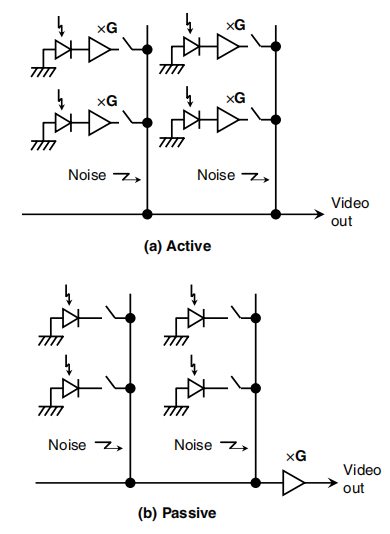 ×G ×G
×G ×G
Noise Noise
Video
out
(a) Active
Noise Noise
×G
Video
out
(b) Passive